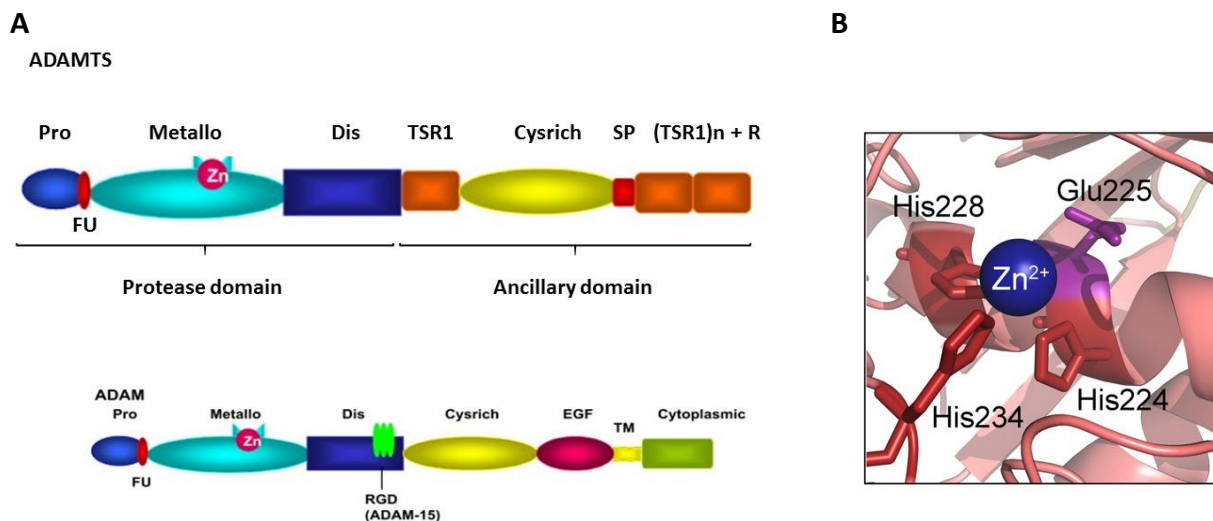 A
ADAMTS
Pro Metallo Dis TSR1 Cysrich SP (TSR1)n + R
Zn
FU
Protease domain Ancillary domain
ADAM
Pro Metallo Dis Cysrich EGF TM Cytoplasmic
Zn
FU
RGD
(ADAM-15)
B
His228 Glu225
Zn2+
His234 His224